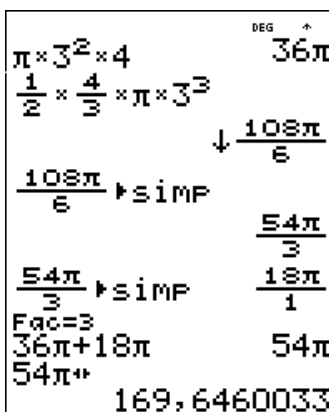 DEG ↑
π×3²×4 36π
1/2 × 4/3 ×π×3³
↓ 108π/6
108π/6 ▶simp
54π/3
54π/3 ▶simp 18π/1
Fac=3
36π+18π 54π
54π◂▸
169,6460033